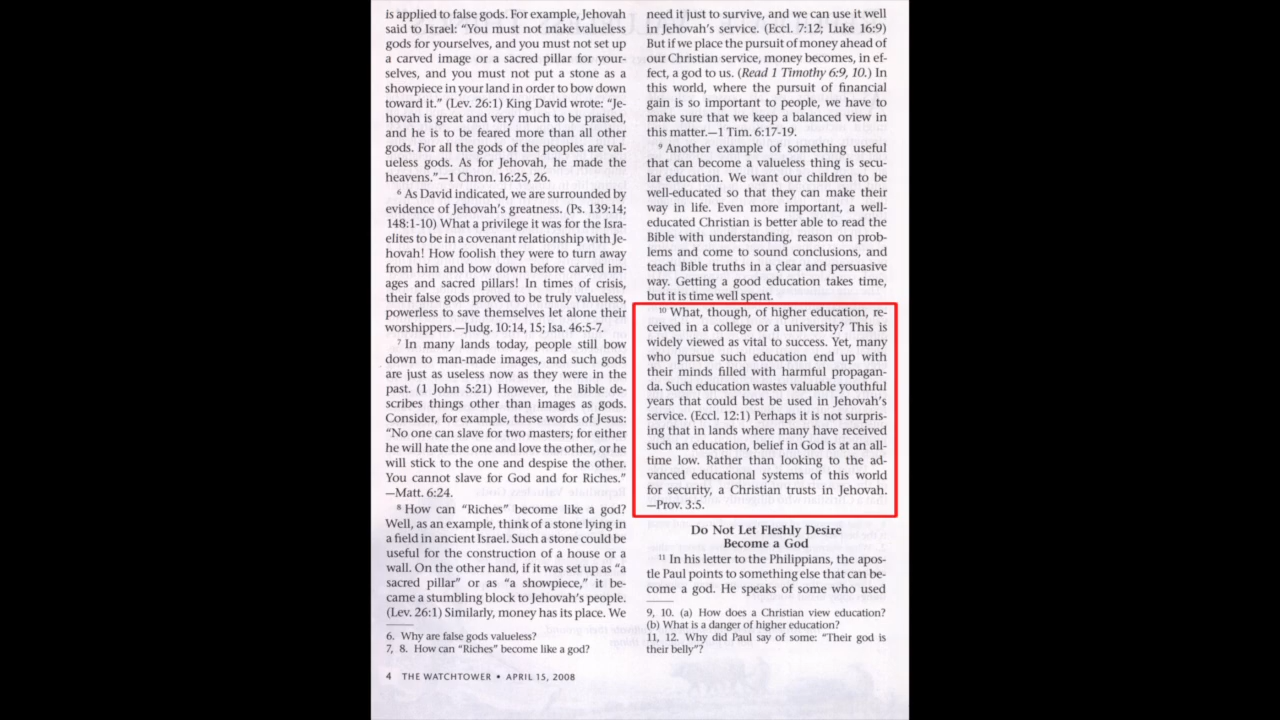 is applied to false gods. For example, Jehovah
said to Israel: “You must not make valueless
gods for yourselves, and you must not set up
a carved image or a sacred pillar for your-
selves, and you must not put a stone as a
showpiece in your land in order to bow down
toward it.” (Lev. 26:1) King David wrote: “Je-
hovah is great and very much to be praised,
and he is to be feared more than all other
gods. For all the gods of the peoples are val-
ueless gods. As for Jehovah, he made the
heavens.”—1 Chron. 16:25, 26.
⁶ As David indicated, we are surrounded by
evidence of Jehovah’s greatness. (Ps. 139:14;
148:1-10) What a privilege it was for the Isra-
elites to be in a covenant relationship with Je-
hovah! How foolish they were to turn away
from him and bow down before carved im-
ages and sacred pillars! In times of crisis,
their false gods proved to be truly valueless,
powerless to save themselves let alone their
worshippers.—Judg. 10:14, 15; Isa. 46:5-7.
⁷ In many lands today, people still bow
down to man-made images, and such gods
are just as useless now as they were in the
past. (1 John 5:21) However, the Bible de-
scribes things other than images as gods.
Consider, for example, these words of Jesus:
“No one can slave for two masters; for either
he will hate the one and love the other, or he
will stick to the one and despise the other.
You cannot slave for God and for Riches.”
—Matt. 6:24.
⁸ How can “Riches” become like a god?
Well, as an example, think of a stone lying in
a field in ancient Israel. Such a stone could be
useful for the construction of a house or a
wall. On the other hand, if it was set up as “a
sacred pillar” or as “a showpiece,” it be-
came a stumbling block to Jehovah’s people.
(Lev. 26:1) Similarly, money has its place. We
6. Why are false gods valueless?
7, 8. How can “Riches” become like a god?
4 THE WATCHTOWER • APRIL 15, 2008
need it just to survive, and we can use it well
in Jehovah’s service. (Eccl. 7:12; Luke 16:9)
But if we place the pursuit of money ahead of
our Christian service, money becomes, in ef-
fect, a god to us. (Read 1 Timothy 6:9, 10.) In
this world, where the pursuit of financial
gain is so important to people, we have to
make sure that we keep a balanced view in
this matter.—1 Tim. 6:17-19.
⁹ Another example of something useful
that can become a valueless thing is secu-
lar education. We want our children to be
well-educated so that they can make their
way in life. Even more important, a well-
educated Christian is better able to read the
Bible with understanding, reason on prob-
lems and come to sound conclusions, and
teach Bible truths in a clear and persuasive
way. Getting a good education takes time,
but it is time well spent.
¹⁰ What, though, of higher education, re-
ceived in a college or a university? This is
widely viewed as vital to success. Yet, many
who pursue such education end up with
their minds filled with harmful propagan-
da. Such education wastes valuable youthful
years that could best be used in Jehovah’s
service. (Eccl. 12:1) Perhaps it is not surpris-
ing that in lands where many have received
such an education, belief in God is at an all-
time low. Rather than looking to the ad-
vanced educational systems of this world
for security, a Christian trusts in Jehovah.
—Prov. 3:5.
Do Not Let Fleshly Desire
Become a God
¹¹ In his letter to the Philippians, the apos-
tle Paul points to something else that can be-
come a god. He speaks of some who used
9, 10. (a) How does a Christian view education?
(b) What is a danger of higher education?
11, 12. Why did Paul say of some: “Their god is
their belly”?